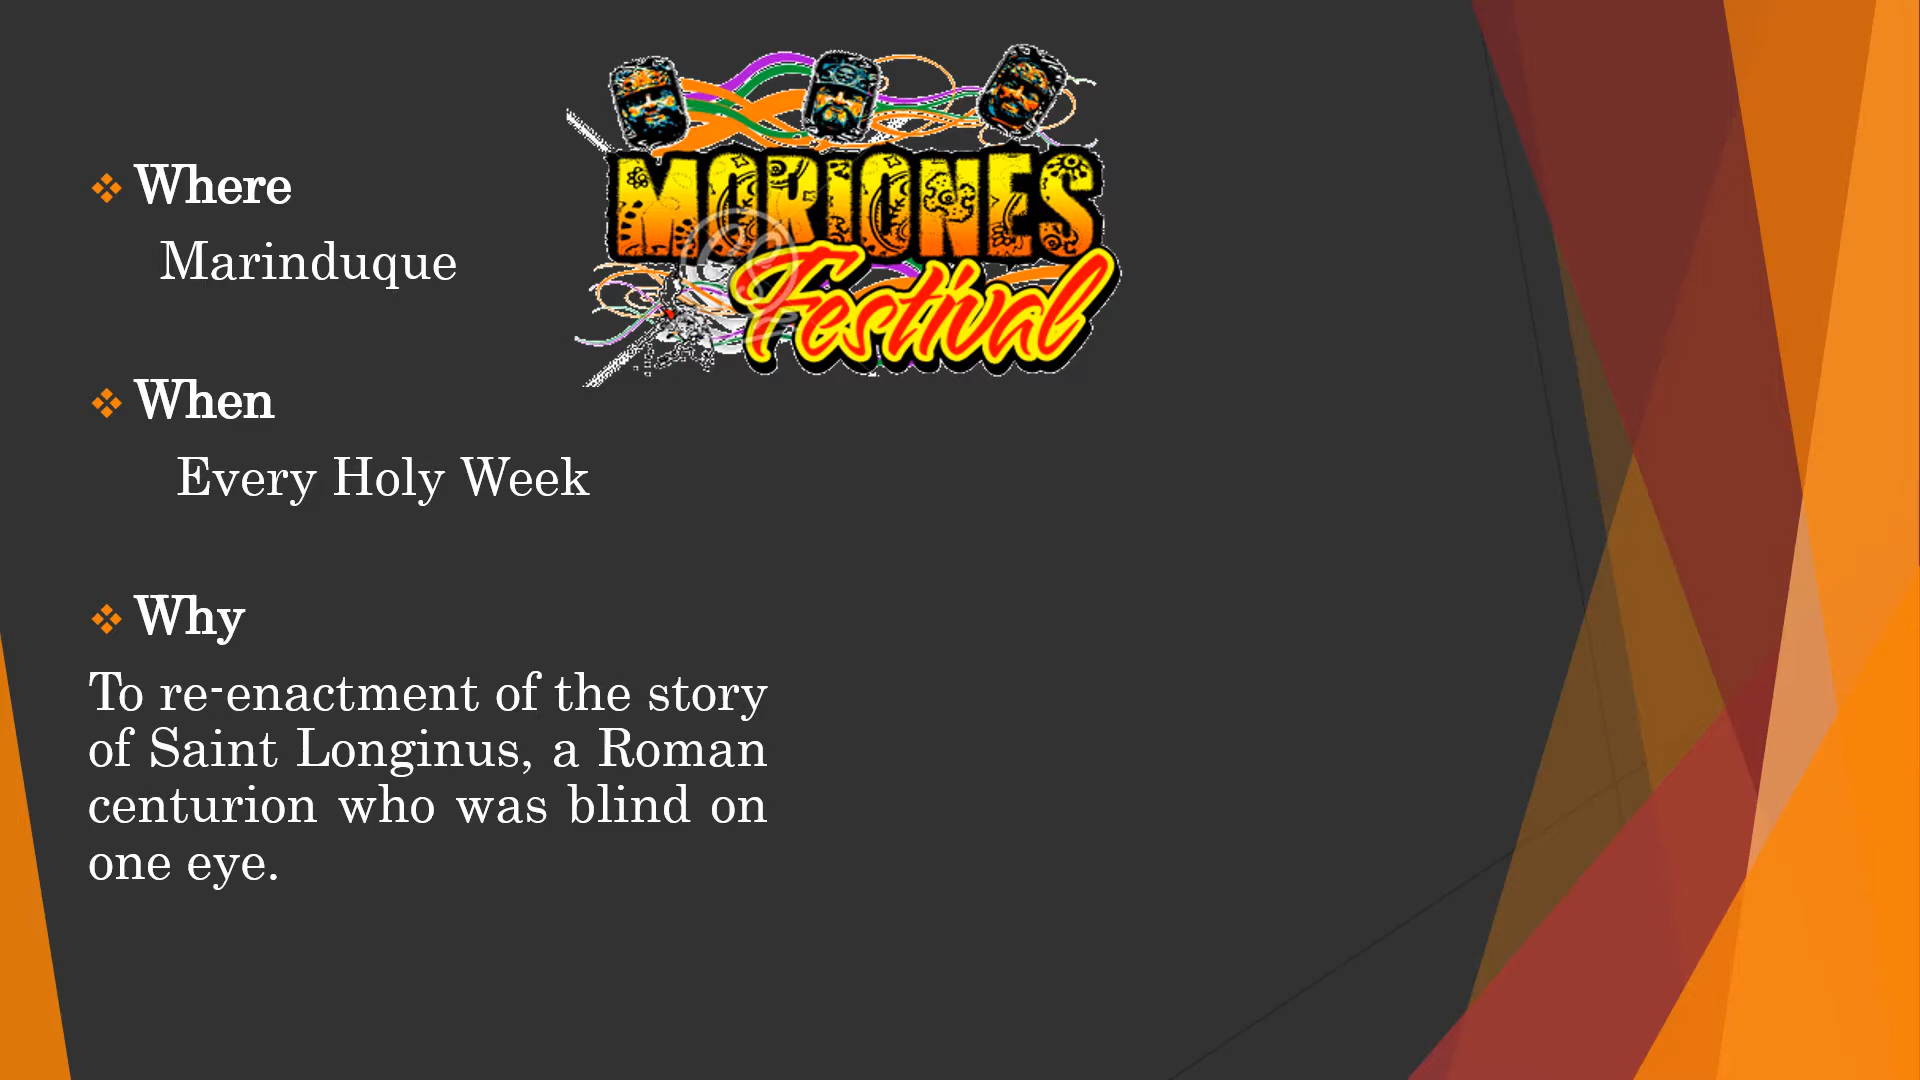 MORIONES
Festival
Where
Marinduque
When
Every Holy Week
Why
To re-enactment of the story
of Saint Longinus, a Roman
centurion who was blind on
one eye.